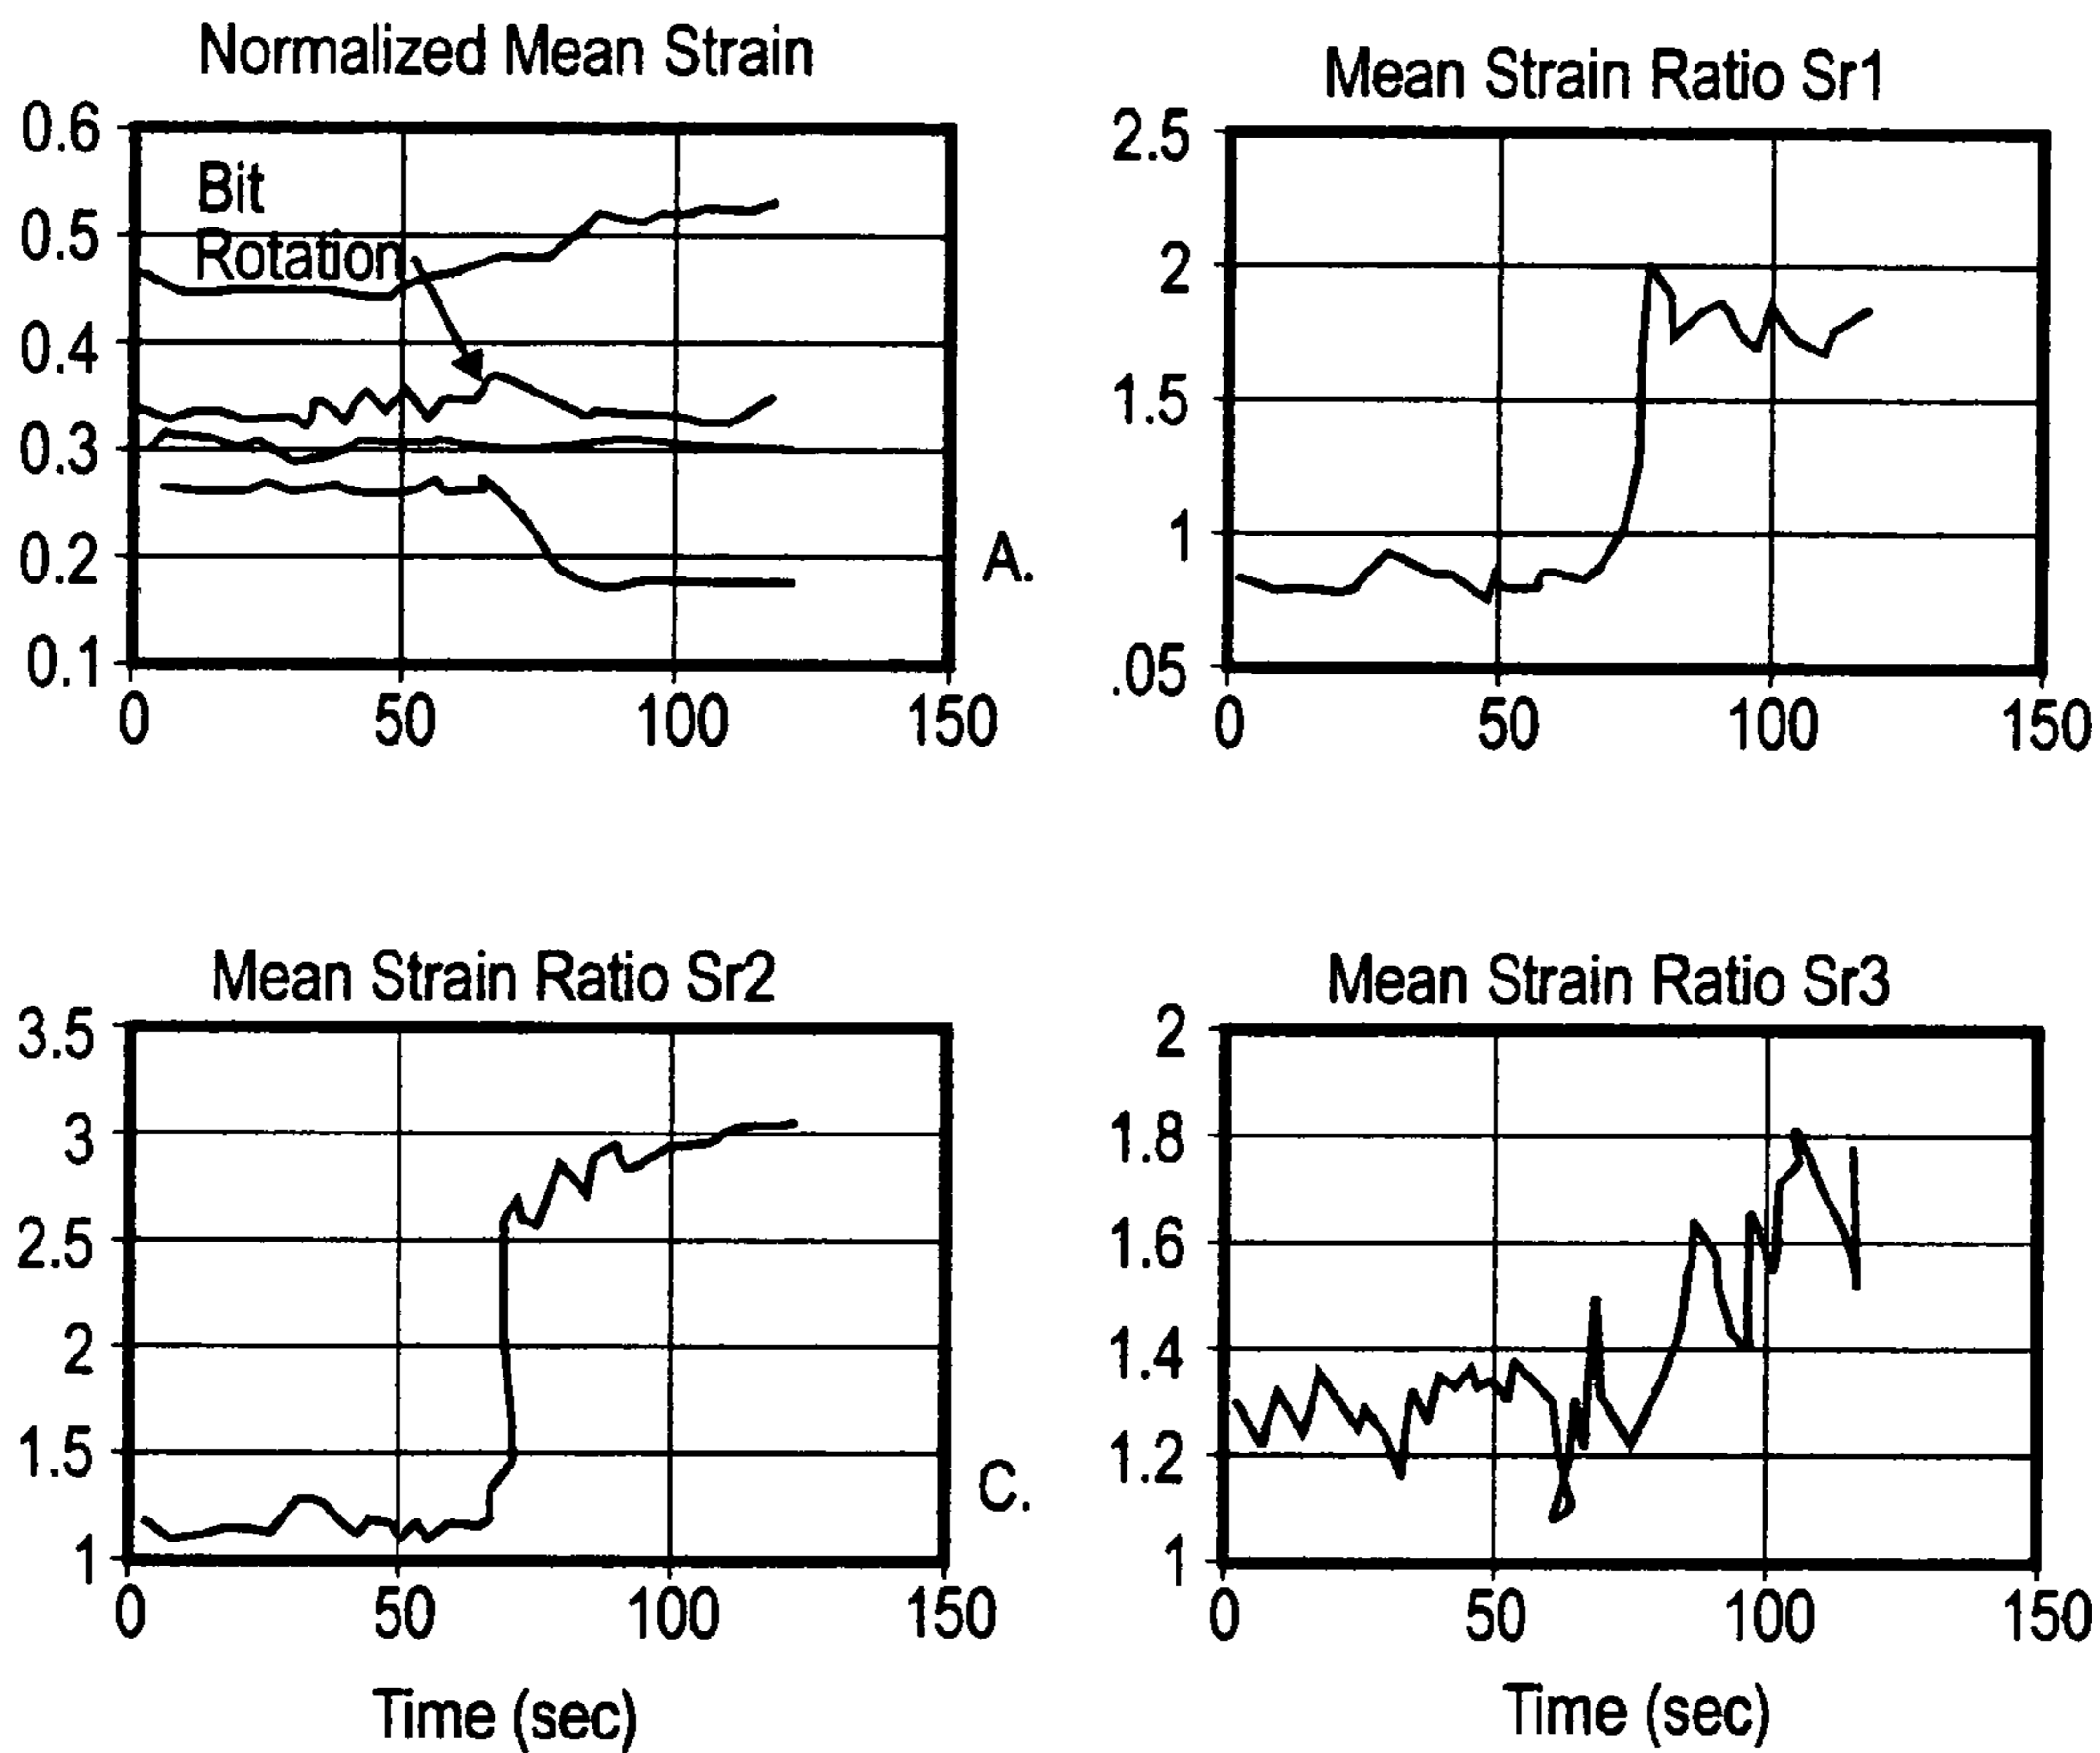 Normalized Mean Strain
0.6
0.5
0.4
0.3
0.2
0.1
Bit
Rotation
0 50 100 150
A.
Mean Strain Ratio Sr1
2.5
2
1.5
1
.05
0 50 100 150
Mean Strain Ratio Sr2
3.5
3
2.5
2
1.5
1
0 50 100 150
Time (sec)
C.
Mean Strain Ratio Sr3
2
1.8
1.6
1.4
1.2
1
0 50 100 150
Time (sec)